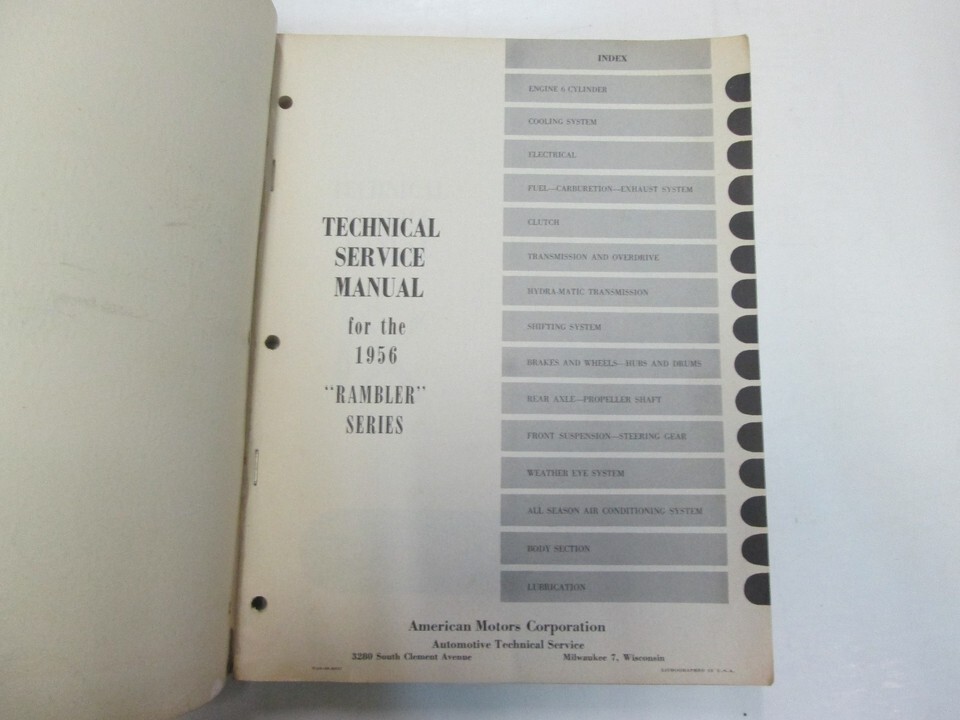 TECHNICAL
SERVICE
MANUAL
for the
1956
"RAMBLER"
SERIES
INDEX
ENGINE 6 CYLINDER
COOLING SYSTEM
ELECTRICAL
FUEL—CARBURETION—EXHAUST SYSTEM
CLUTCH
TRANSMISSION AND OVERDRIVE
HYDRA-MATIC TRANSMISSION
SHIFTING SYSTEM
BRAKES AND WHEELS—HUBS AND DRUMS
REAR AXLE—PROPELLER SHAFT
FRONT SUSPENSION—STEERING GEAR
WEATHER EYE SYSTEM
ALL SEASON AIR CONDITIONING SYSTEM
BODY SECTION
LUBRICATION
American Motors Corporation
Automotive Technical Service
3280 South Clement Avenue Milwaukee 7, Wisconsin
LITHOGRAPHED IN U.S.A.